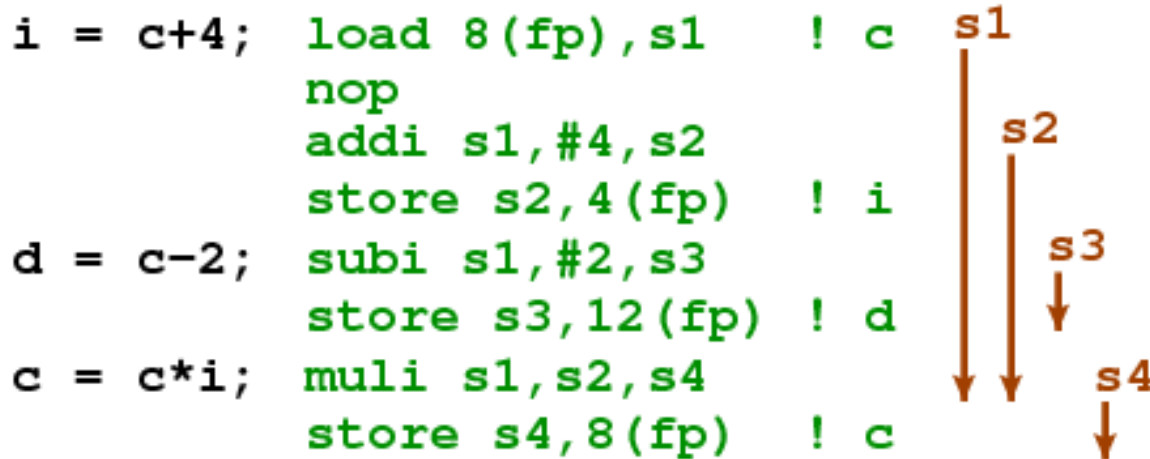 i = c+4; load 8(fp),s1 ! c s1
nop
addi s1,#4,s2 s2
store s2,4(fp) ! i
d = c−2; subi s1,#2,s3 s3
store s3,12(fp) ! d
c = c*i; muli s1,s2,s4 s4
store s4,8(fp) ! c